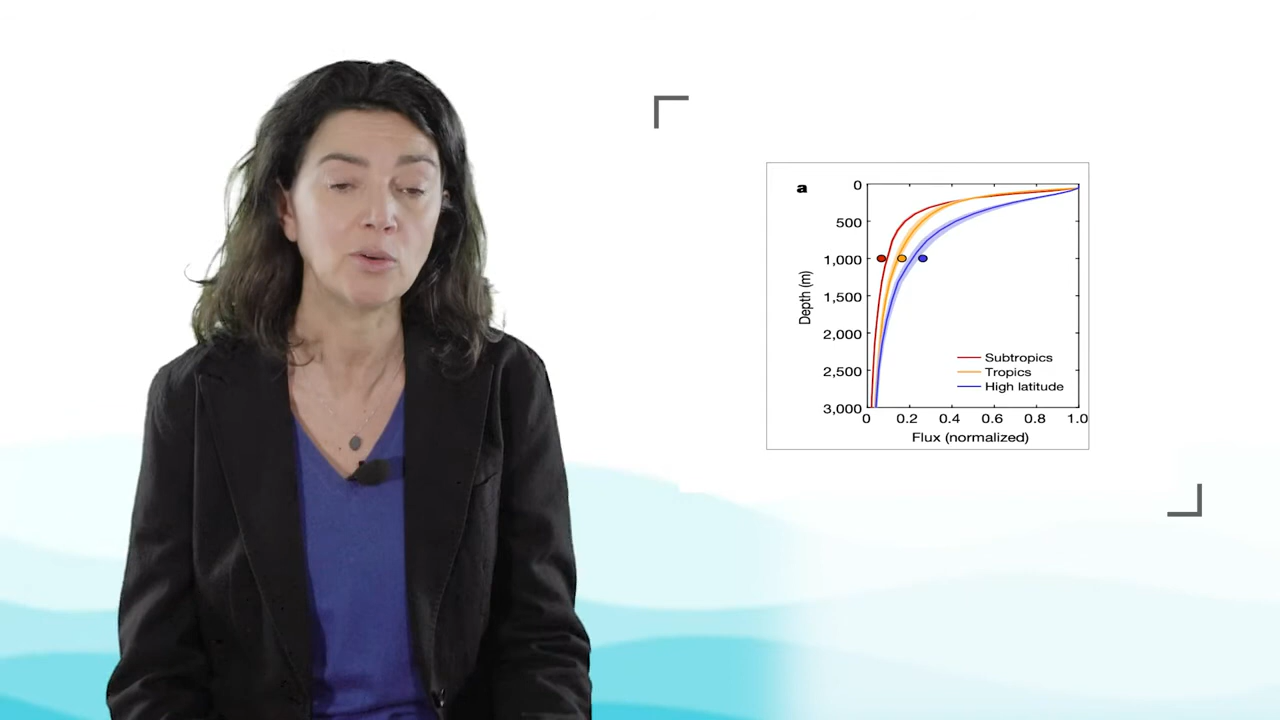 a
0
500
1,000
1,500
2,000
2,500
3,000
Depth (m)
Subtropics
Tropics
High latitude
0 0.2 0.4 0.6 0.8 1.0
Flux (normalized)